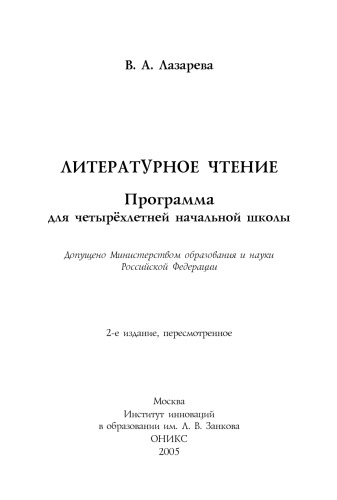 В. А. Лазарева
ЛИТЕРАТУРНОЕ ЧТЕНИЕ
Программа
для четырёхлетней начальной школы
Допущено Министерством образования и науки
Российской Федерации
2-е издание, пересмотренное
Москва
Институт инноваций
в образовании им. Л. В. Занкова
ОНИКС
2005